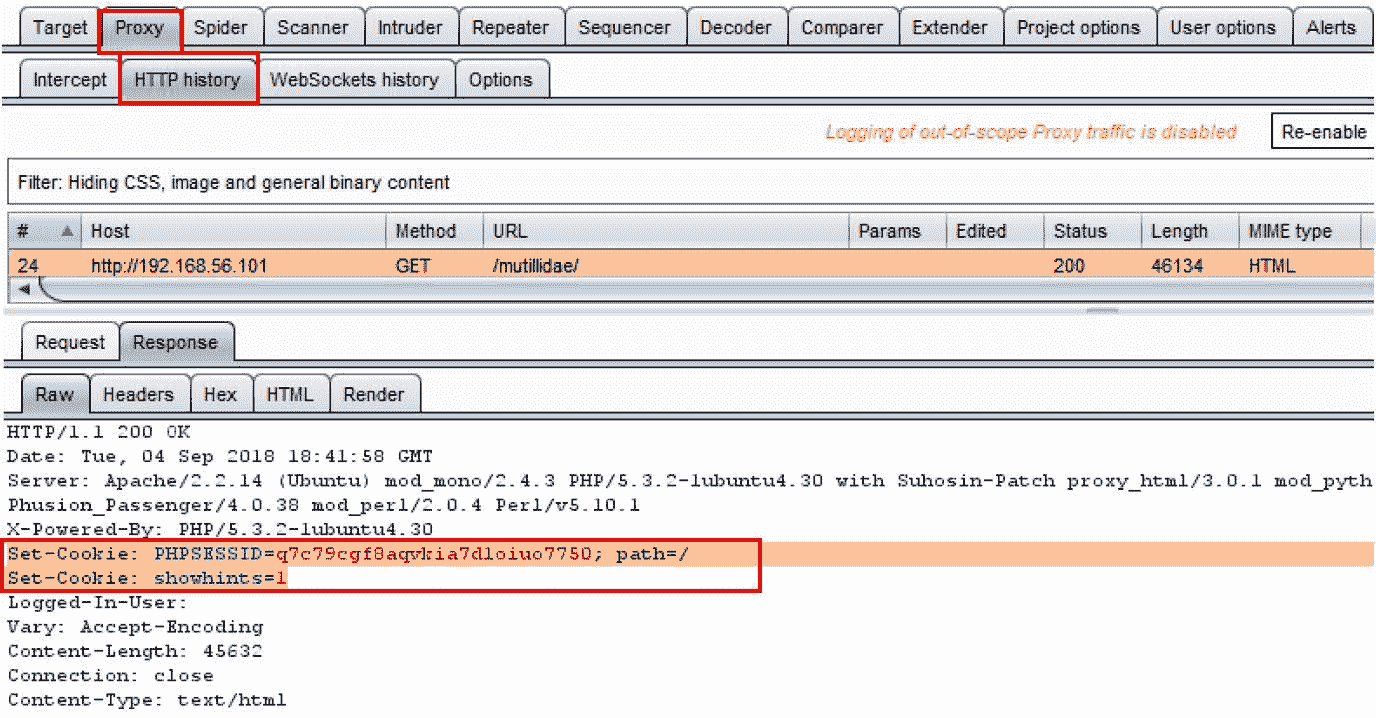 Target Proxy Spider Scanner Intruder Repeater Sequencer Decoder Comparer Extender Project options User options Alerts
Intercept HTTP history WebSockets history Options
Logging of out-of-scope Proxy traffic is disabled Re-enable
Filter: Hiding CSS, image and general binary content
# Host Method URL Params Edited Status Length MIME type
24 http://192.168.56.101 GET /mutillidae/ 200 46134 HTML
Request Response
Raw Headers Hex HTML Render
HTTP/1.1 200 OK
Date: Tue, 04 Sep 2018 18:41:58 GMT
Server: Apache/2.2.14 (Ubuntu) mod_mono/2.4.3 PHP/5.3.2-1ubuntu4.30 with Suhosin-Patch proxy_html/3.0.1 mod_pyth
Phusion_Passenger/4.0.38 mod_perl/2.0.4 Perl/v5.10.1
X-Powered-By: PHP/5.3.2-1ubuntu4.30
Set-Cookie: PHPSESSID=q7c79cgf8aqvkia7dloiuo7750; path=/
Set-Cookie: showhints=1
Logged-In-User:
Vary: Accept-Encoding
Content-Length: 45632
Connection: close
Content-Type: text/html